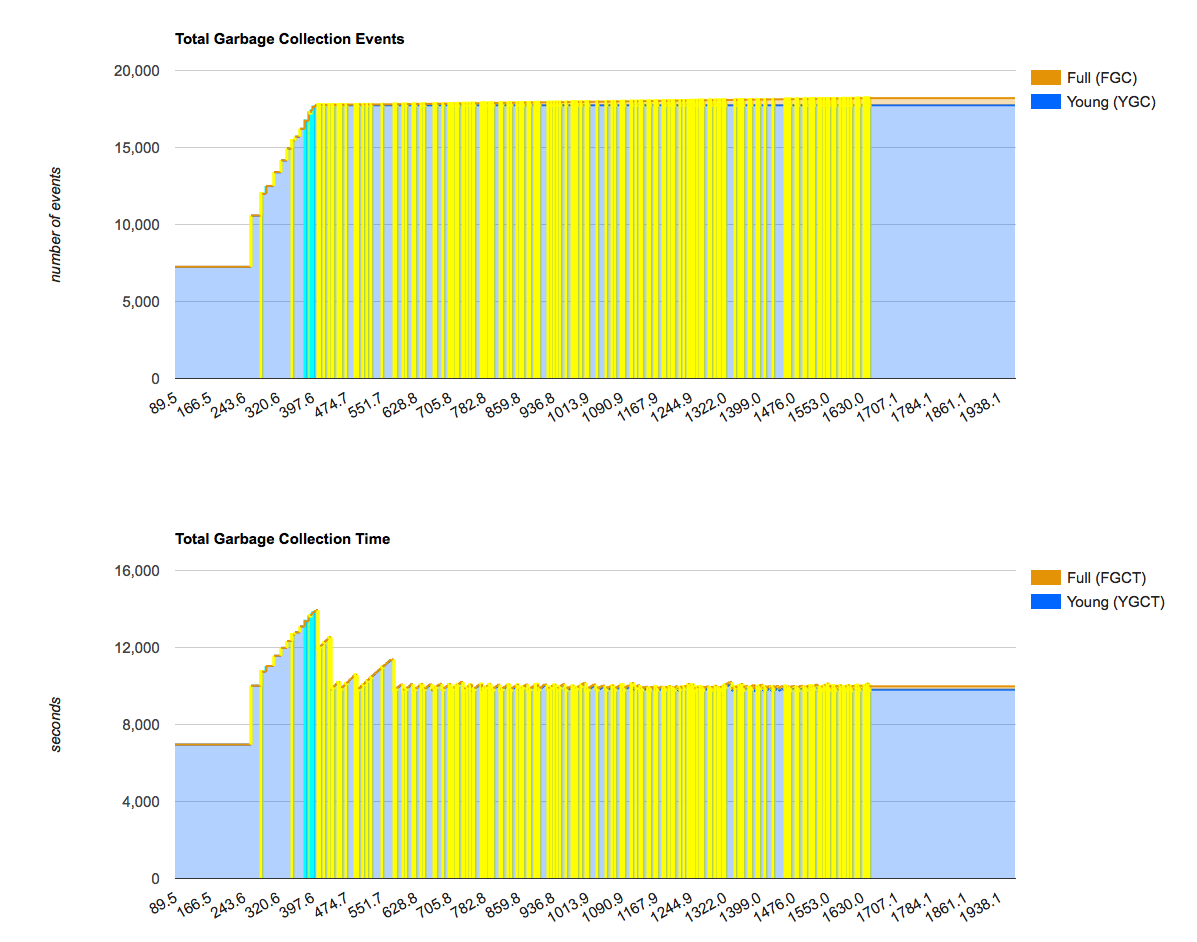 Total Garbage Collection Events
20,000
15,000
10,000
5,000
0
number of events
89.5 166.5 243.6 320.6 397.6 474.7 551.7 628.8 705.8 782.8 859.8 936.8 1013.9 1090.9 1167.9 1244.9 1322.0 1399.0 1476.0 1553.0 1630.0 1707.1 1784.1 1861.1 1938.1
Full (FGC)
Young (YGC)
Total Garbage Collection Time
16,000
12,000
8,000
4,000
0
seconds
89.5 166.5 243.6 320.6 397.6 474.7 551.7 628.8 705.8 782.8 859.8 936.8 1013.9 1090.9 1167.9 1244.9 1322.0 1399.0 1476.0 1553.0 1630.0 1707.1 1784.1 1861.1 1938.1
Full (FGCT)
Young (YGCT)